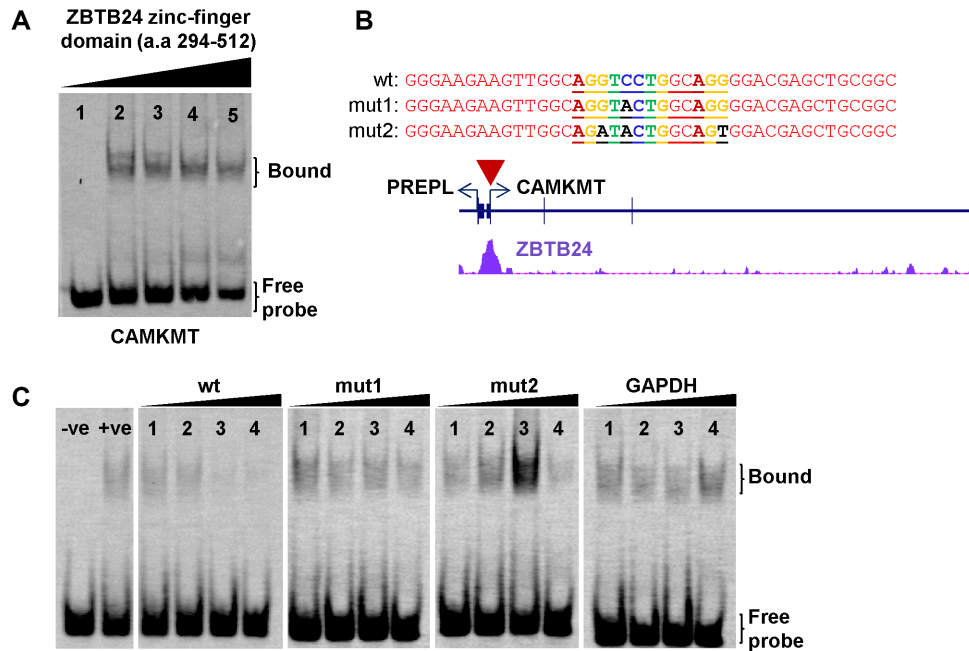 A
ZBTB24 zinc-finger
domain (a.a 294-512)
1 2 3 4 5
Bound
Free
probe
CAMKMT
B
wt: GGGAAGAAGTTGGCAGGTCCTGGCAGGGGACGAGCTGCGGC
mut1: GGGAAGAAGTTGGCAGGTACTGGCAGGGGACGAGCTGCGGC
mut2: GGGAAGAAGTTGGCAGATACTGGCAGTGGACGAGCTGCGGC
PREPL CAMKMT
ZBTB24
C
wt mut1 mut2 GAPDH
-ve +ve 1 2 3 4 1 2 3 4 1 2 3 4 1 2 3 4
Bound
Free
probe